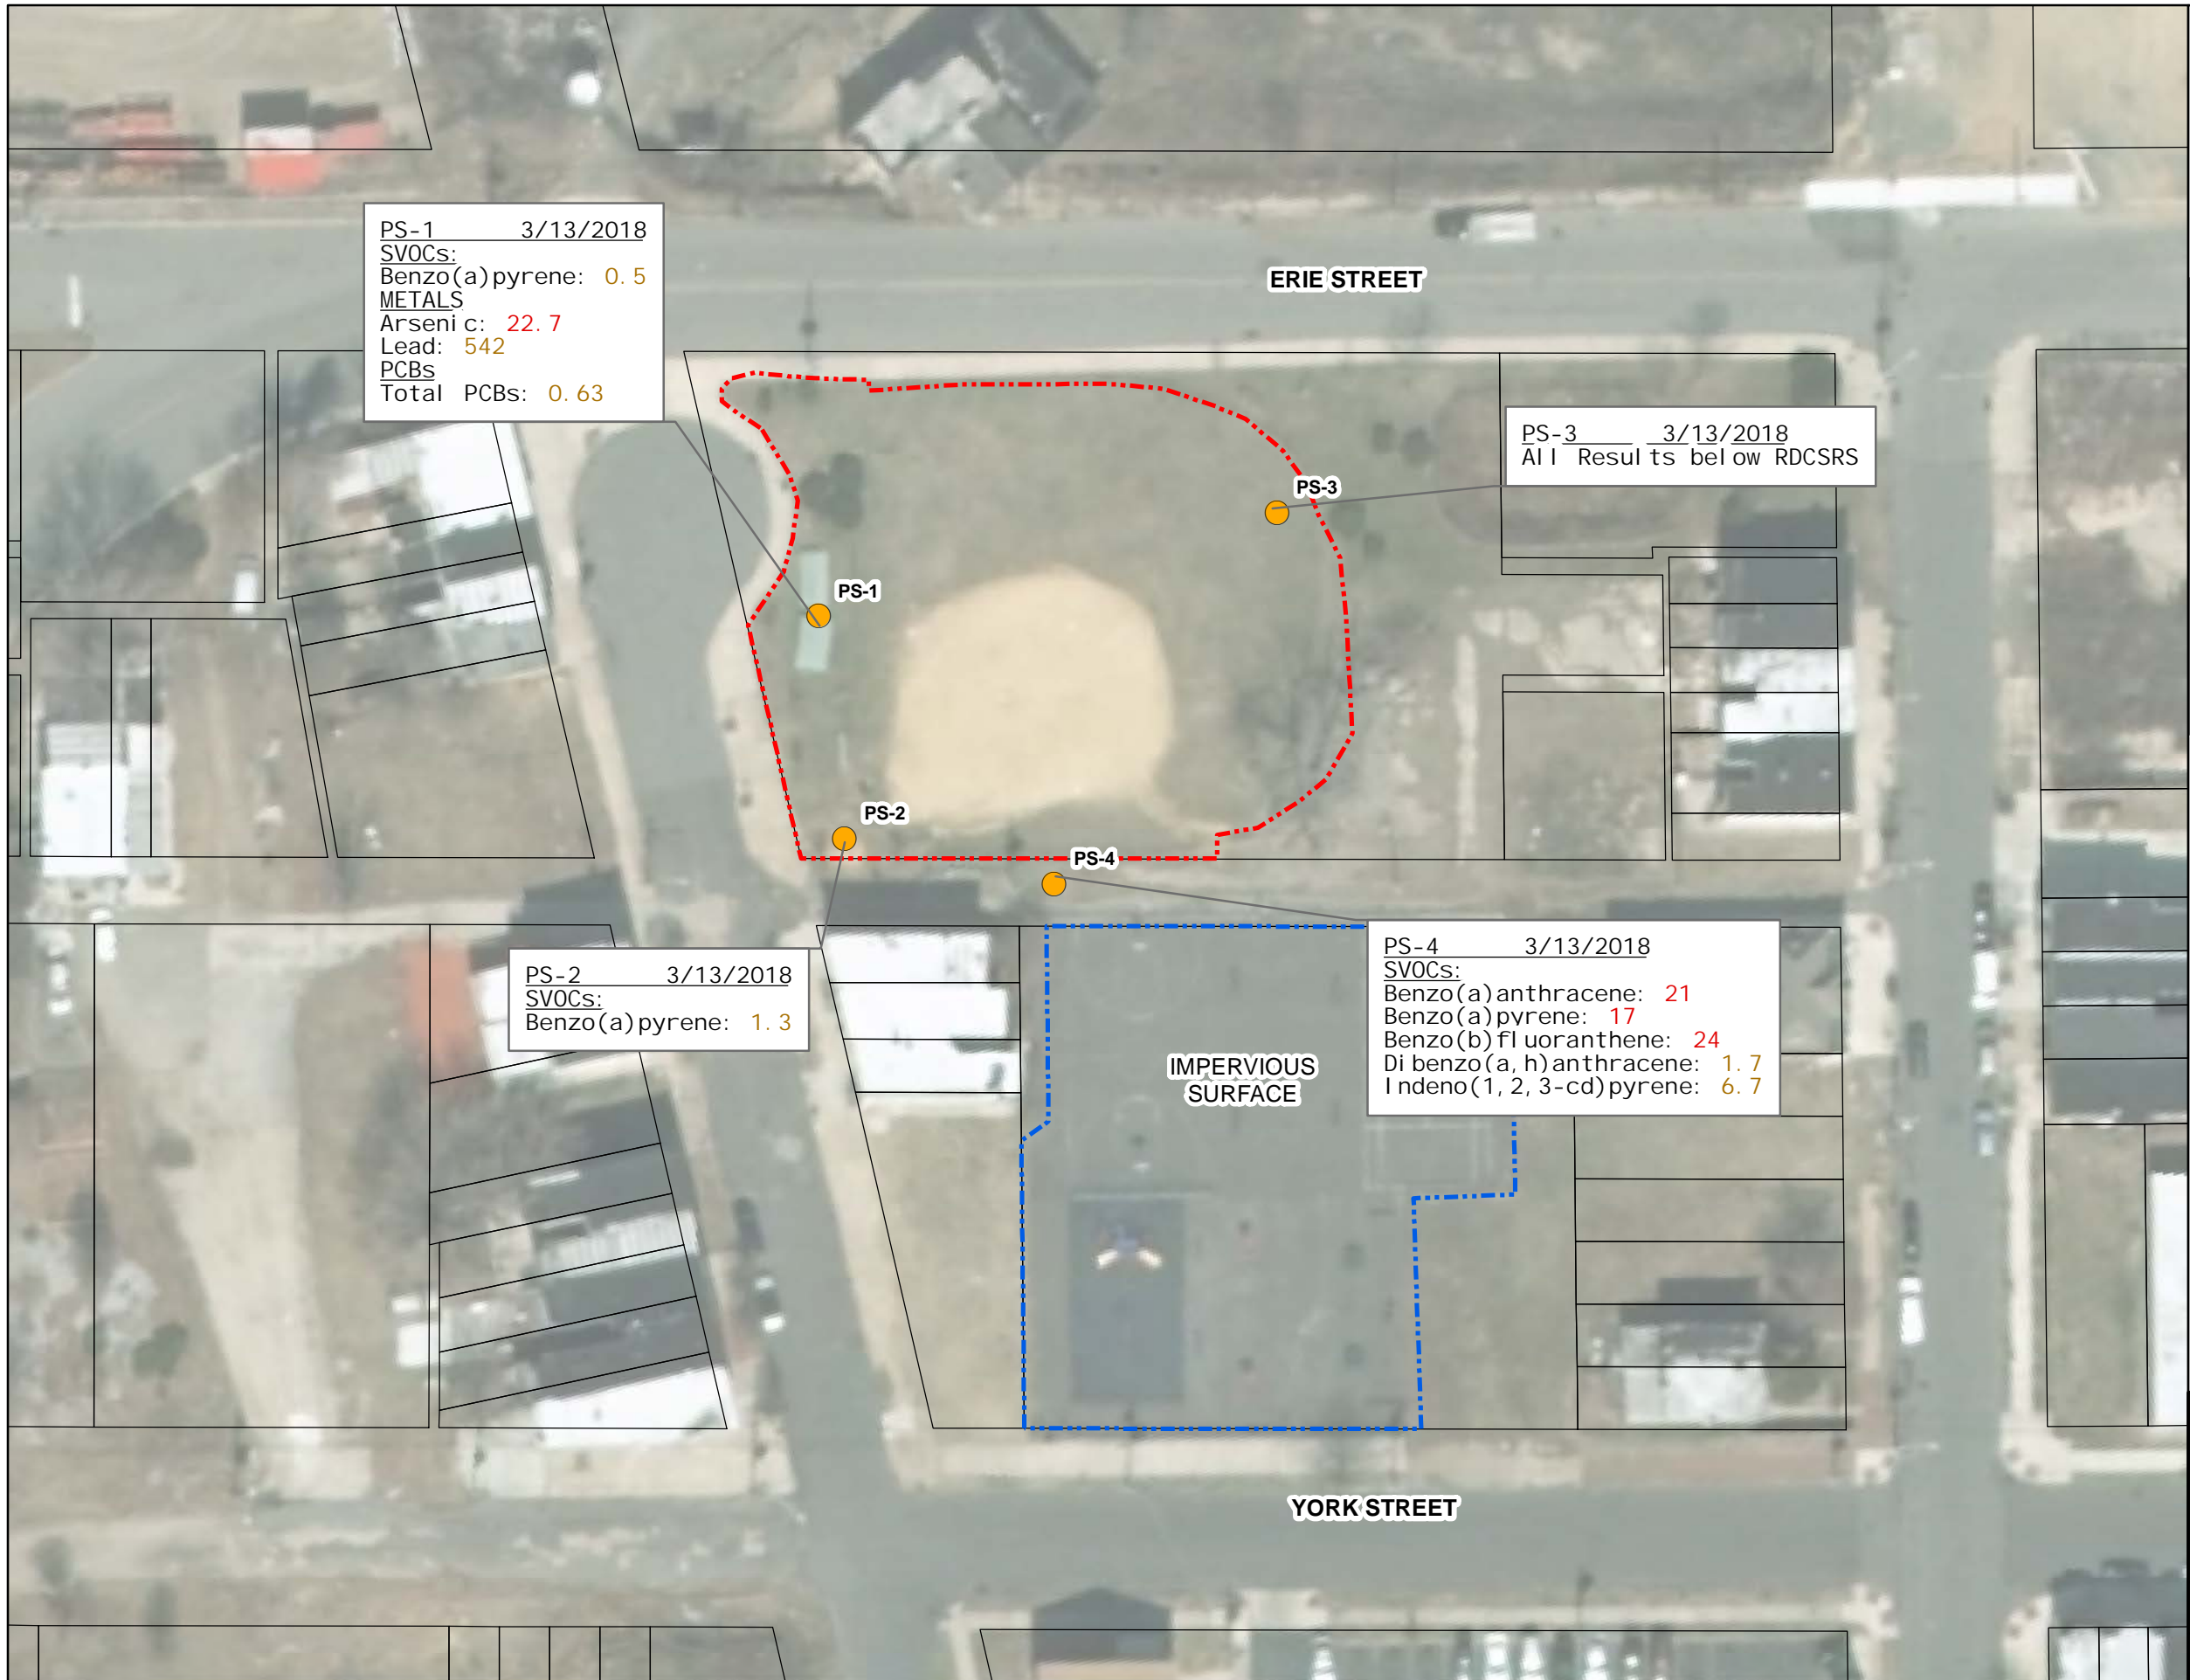 ERIE STREET
PS-1 3/13/2018
SVOCs:
Benzo(a)pyrene: 0.5
METALS
Arsenic: 22.7
Lead: 542
PCBs
Total PCBs: 0.63
PS-3 3/13/2018
All Results below RDCSRS
PS-3
PS-1
PS-2
PS-4
PS-2 3/13/2018
SVOCs:
Benzo(a)pyrene: 1.3
PS-4 3/13/2018
SVOCs:
Benzo(a)anthracene: 21
Benzo(a)pyrene: 17
Benzo(b)fluoranthene: 24
Dibenzo(a,h)anthracene: 1.7
Indeno(1,2,3-cd)pyrene: 6.7
IMPERVIOUS
SURFACE
YORK STREET